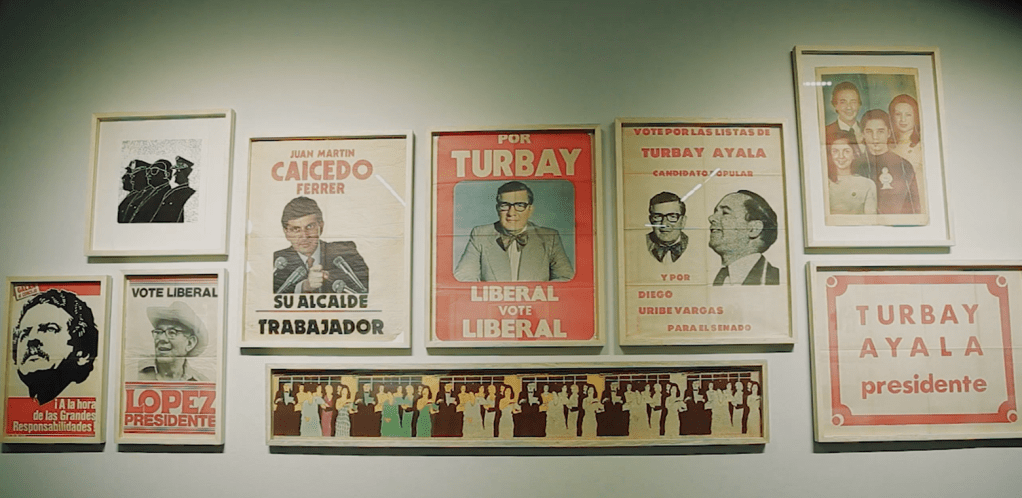 ¡A la hora
de las Grandes
Responsabilidades!
VOTE LIBERAL
LOPEZ
PRESIDENTE
JUAN MARTIN
CAICEDO
FERRER
SU ALCALDE
TRABAJADOR
POR
TURBAY
LIBERAL
VOTE
LIBERAL
VOTE POR LAS LISTAS DE
TURBAY AYALA
CANDIDATO POPULAR
Y POR
DIEGO
URIBE VARGAS
PARA EL SENADO
TURBAY
AYALA
presidente